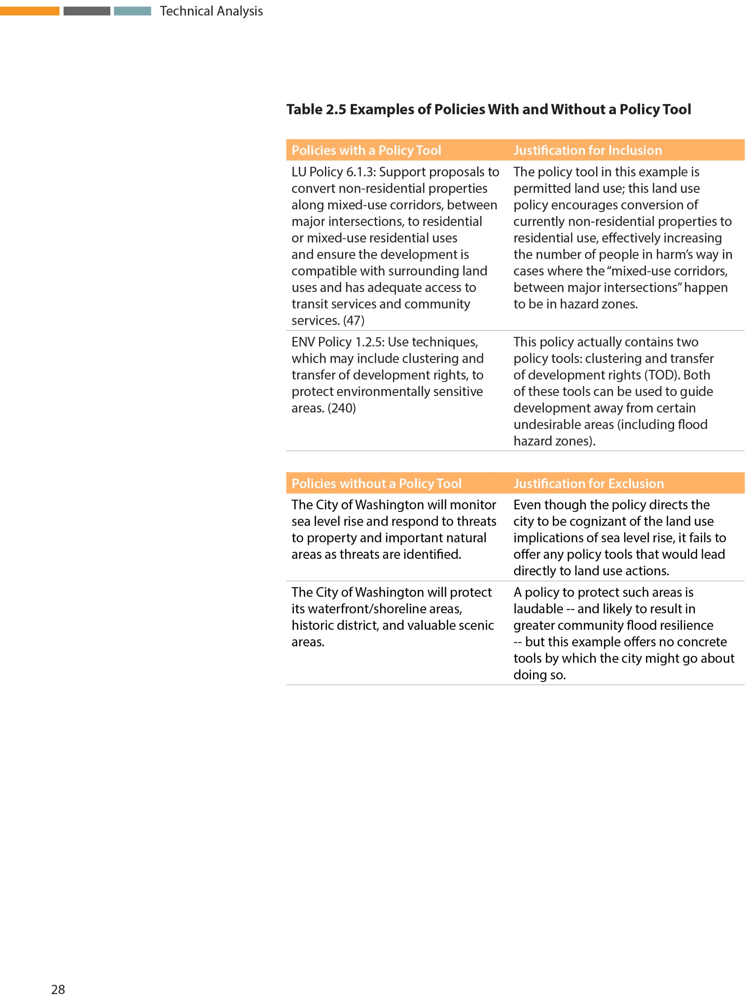 Technical Analysis
Table 2.5 Examples of Policies With and Without a Policy Tool
Policies with a Policy Tool
Justification for Inclusion
LU Policy 6.1.3: Support proposals to
convert non-residential properties
along mixed-use corridors, between
major intersections, to residential
or mixed-use residential uses
and ensure the development is
compatible with surrounding land
uses and has adequate access to
transit services and community
services. (47)
The policy tool in this example is
permitted land use; this land use
policy encourages conversion of
currently non-residential properties to
residential use, effectively increasing
the number of people in harm’s way in
cases where the “mixed-use corridors,
between major intersections” happen
to be in hazard zones.
ENV Policy 1.2.5: Use techniques,
which may include clustering and
transfer of development rights, to
protect environmentally sensitive
areas. (240)
This policy actually contains two
policy tools: clustering and transfer
of development rights (TOD). Both
of these tools can be used to guide
development away from certain
undesirable areas (including flood
hazard zones).
Policies without a Policy Tool
Justification for Exclusion
The City of Washington will monitor
sea level rise and respond to threats
to property and important natural
areas as threats are identified.
Even though the policy directs the
city to be cognizant of the land use
implications of sea level rise, it fails to
offer any policy tools that would lead
directly to land use actions.
The City of Washington will protect
its waterfront/shoreline areas,
historic district, and valuable scenic
areas.
A policy to protect such areas is
laudable -- and likely to result in
greater community flood resilience
-- but this example offers no concrete
tools by which the city might go about
doing so.
28